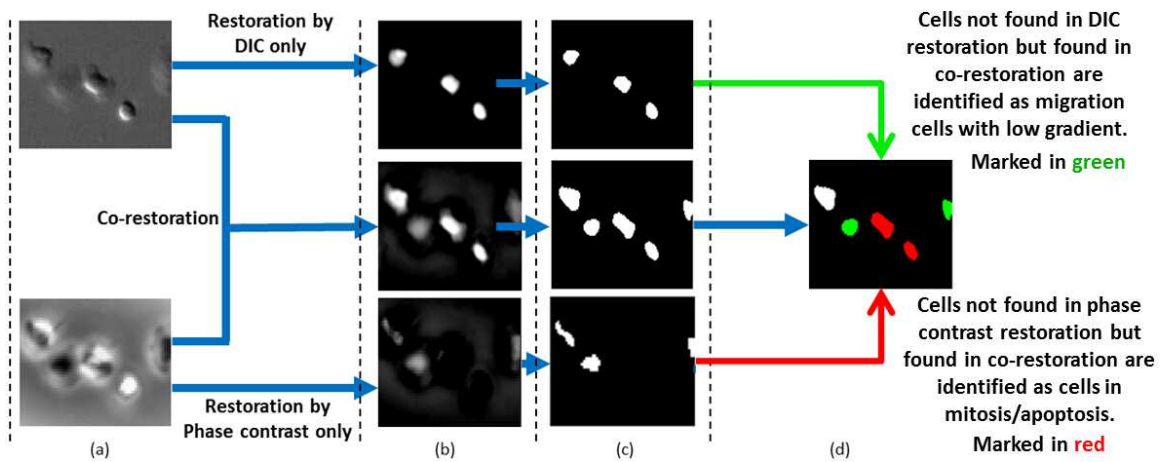 Restoration by
DIC only
Co-restoration
Restoration by
Phase contrast only
Cells not found in DIC
restoration but found in
co-restoration are
identified as migration
cells with low gradient.
Marked in green
Cells not found in phase
contrast restoration but
found in co-restoration are
identified as cells in
mitosis/apoptosis.
Marked in red
(a)
(b)
(c)
(d)